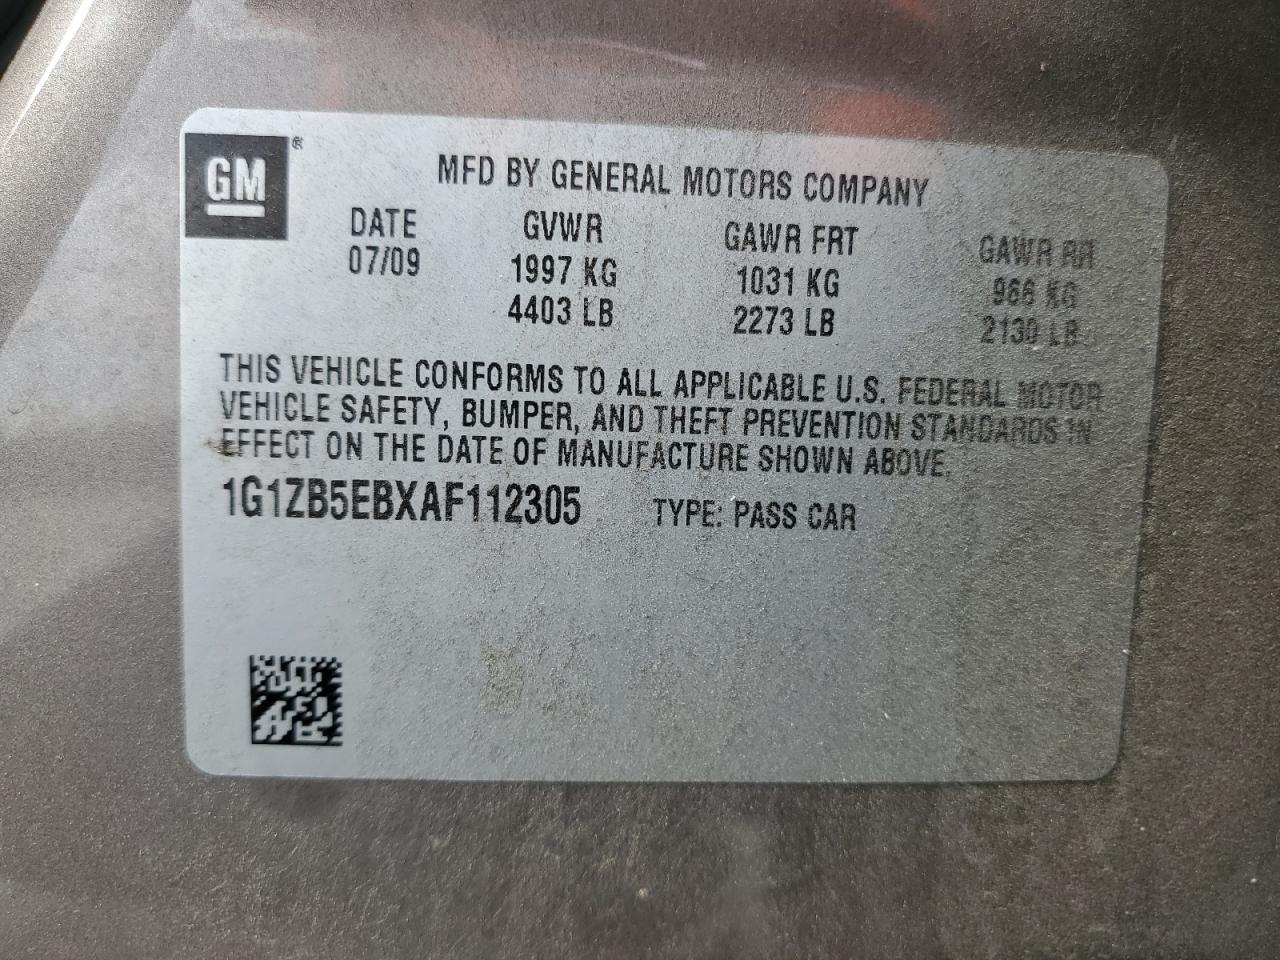 GM ®
MFD BY GENERAL MOTORS COMPANY
DATE GVWR GAWR FRT GAWR RR
07/09 1997 KG 1031 KG 966 KG
4403 LB 2273 LB 2130 LB
THIS VEHICLE CONFORMS TO ALL APPLICABLE U.S. FEDERAL MOTOR
VEHICLE SAFETY, BUMPER, AND THEFT PREVENTION STANDARDS IN
EFFECT ON THE DATE OF MANUFACTURE SHOWN ABOVE.
1G1ZB5EBXAF112305 TYPE: PASS CAR